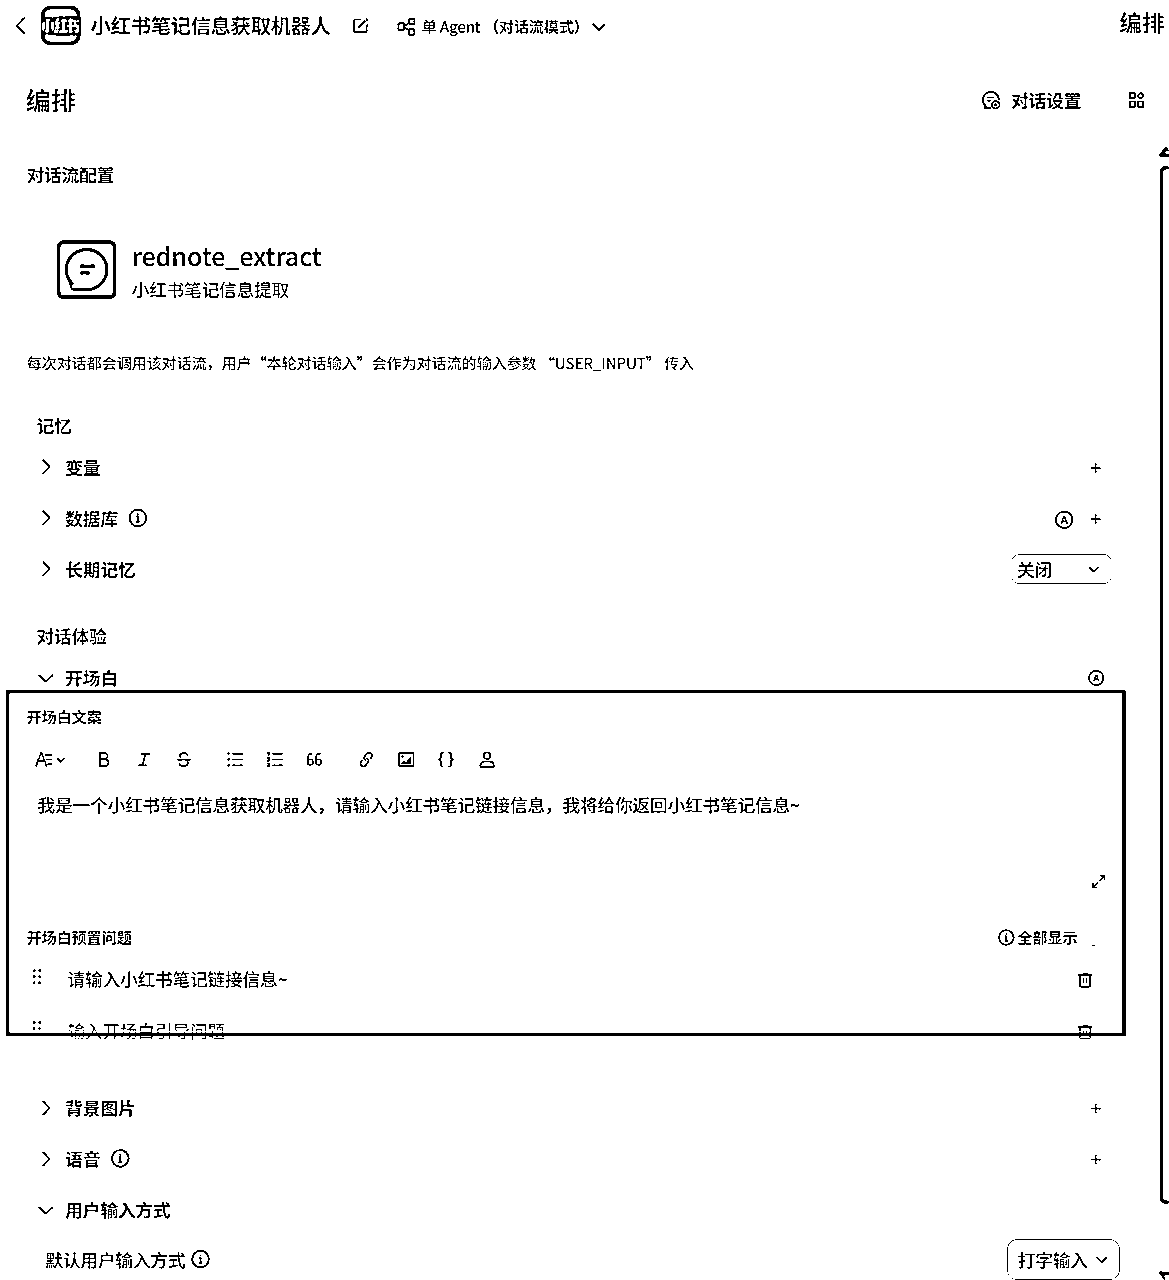 小红书
小红书笔记信息获取机器人 单 Agent （对话流模式） 编排
编排 对话设置
对话流配置
rednote_extract
小红书笔记信息提取
每次对话都会调用该对话流，用户“本轮对话输入”会作为对话流的输入参数 “USER_INPUT” 传入
记忆
变量
数据库
长期记忆 关闭
对话体验
开场白
开场白文案
我是一个小红书笔记信息获取机器人，请输入小红书笔记链接信息，我将给你返回小红书笔记信息~
开场白预置问题 全部显示
请输入小红书笔记链接信息~
输入开场白引导问题
背景图片
语音
用户输入方式
默认用户输入方式 打字输入